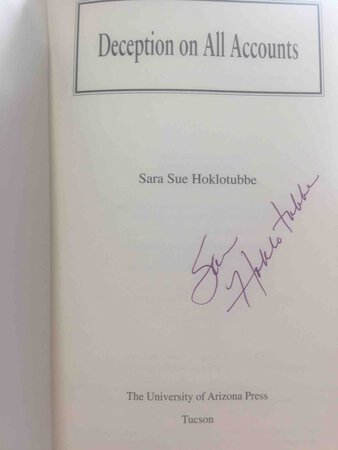 Deception on All Accounts
Sara Sue Hoklotubbe
Sara
Hoklotubbe
The University of Arizona Press
Tucson